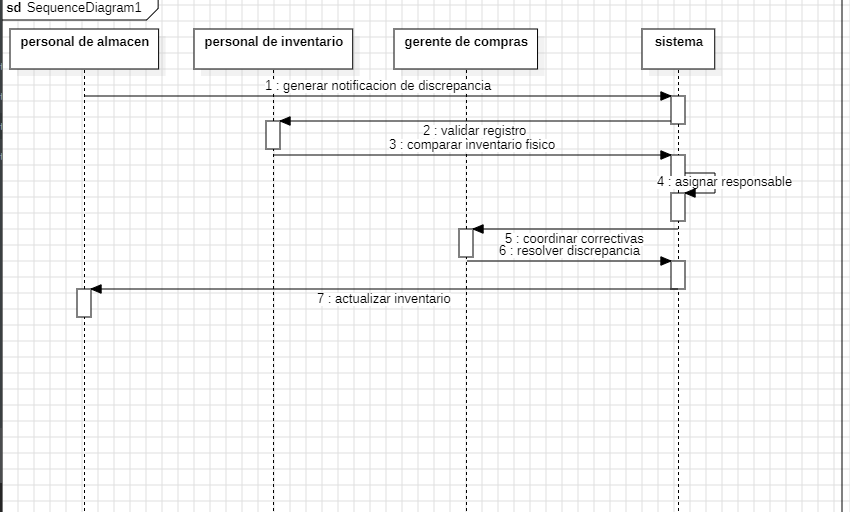 sd SequenceDiagram1
personal de almacen
personal de inventario
gerente de compras
sistema
1 : generar notificacion de discrepancia
2 : validar registro
3 : comparar inventario fisico
4 : asignar responsable
5 : coordinar correctivas
6 : resolver discrepancia
7 : actualizar inventario